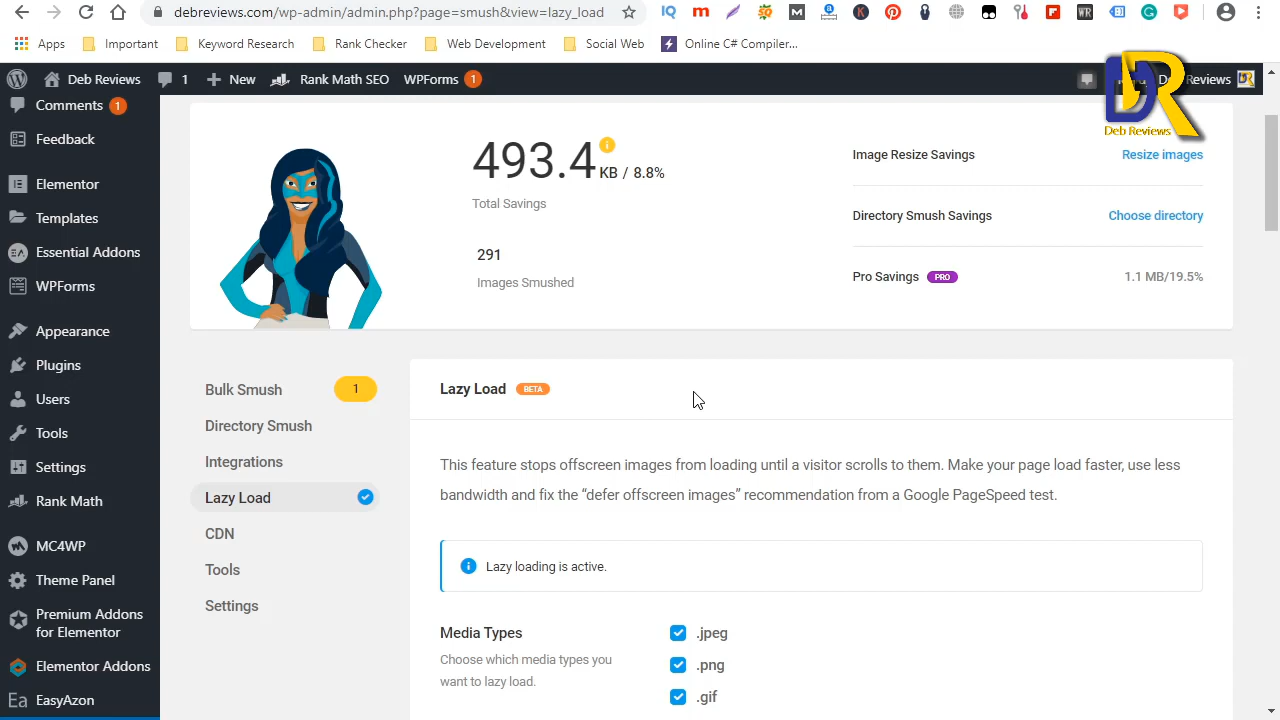 debreviews.com/wp-admin/admin.php?page=smush&view=lazy_load
Apps
Important
Keyword Research
Rank Checker
Web Development
Social Web
Online C# Compiler...
Deb Reviews
1
New
Rank Math SEO
WPForms 1
Deb Reviews
DR
Deb Reviews
Comments 1
Feedback
Elementor
Templates
Essential Addons
WPForms
Appearance
Plugins
Users
Tools
Settings
Rank Math
MC4WP
Theme Panel
Premium Addons
for Elementor
Elementor Addons
EasyAzon
493.4 KB / 8.8%
Total Savings
291
Images Smushed
Image Resize Savings Resize images
Directory Smush Savings Choose directory
Pro Savings PRO 1.1 MB/19.5%
Bulk Smush 1
Directory Smush
Integrations
Lazy Load
CDN
Tools
Settings
Lazy Load BETA
This feature stops offscreen images from loading until a visitor scrolls to them. Make your page load faster, use less
bandwidth and fix the “defer offscreen images” recommendation from a Google PageSpeed test.
Lazy loading is active.
Media Types
Choose which media types you
want to lazy load.
.jpeg
.png
.gif